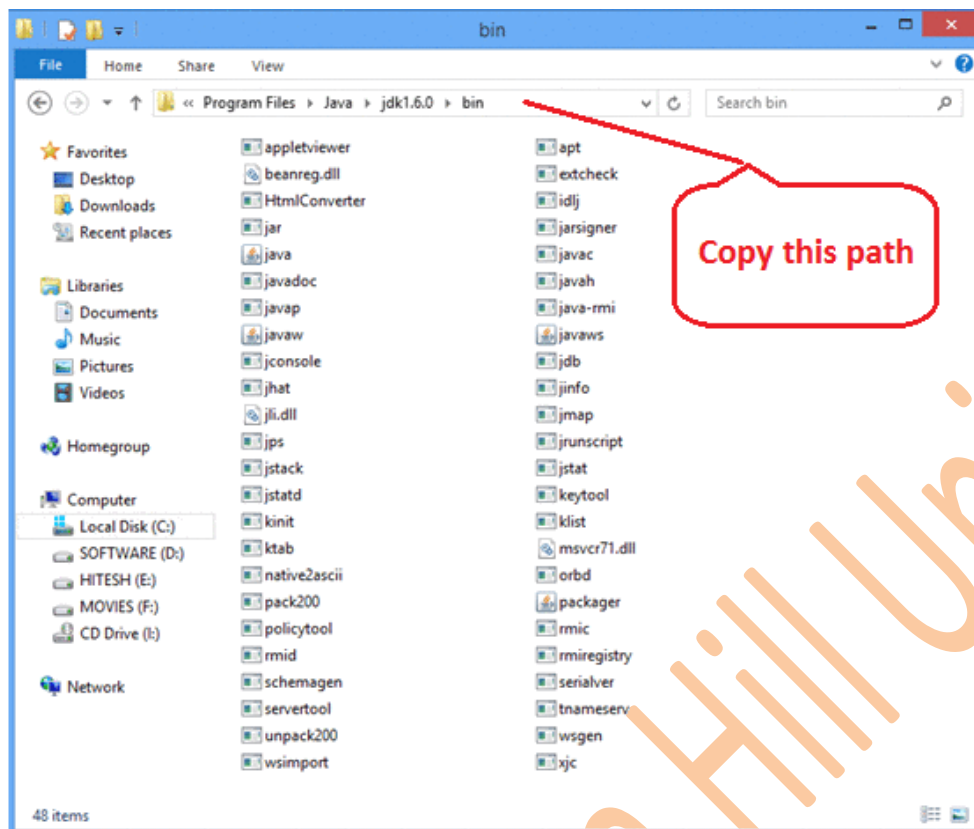 bin
File Home Share View
« Program Files Java jdk1.6.0 bin
Search bin
Favorites
Desktop
Downloads
Recent places
Libraries
Documents
Music
Pictures
Videos
Homegroup
Computer
Local Disk (C:)
SOFTWARE (D:)
HITESH (E:)
MOVIES (F:)
CD Drive (I:)
Network
appletviewer
beanreg.dll
HtmlConverter
jar
java
javadoc
javap
javaw
jconsole
jhat
jli.dll
jps
jstack
jstatd
kinit
ktab
native2ascii
pack200
policytool
rmid
schemagen
servertool
unpack200
wsimport
apt
extcheck
idlj
jarsigner
javac
javah
java-rmi
javaws
jdb
jinfo
jmap
jrunscript
jstat
keytool
klist
msvcr71.dll
orbd
packager
rmic
rmiregistry
serialver
tnameserv
wsgen
xjc
Copy this path
48 items
Hill